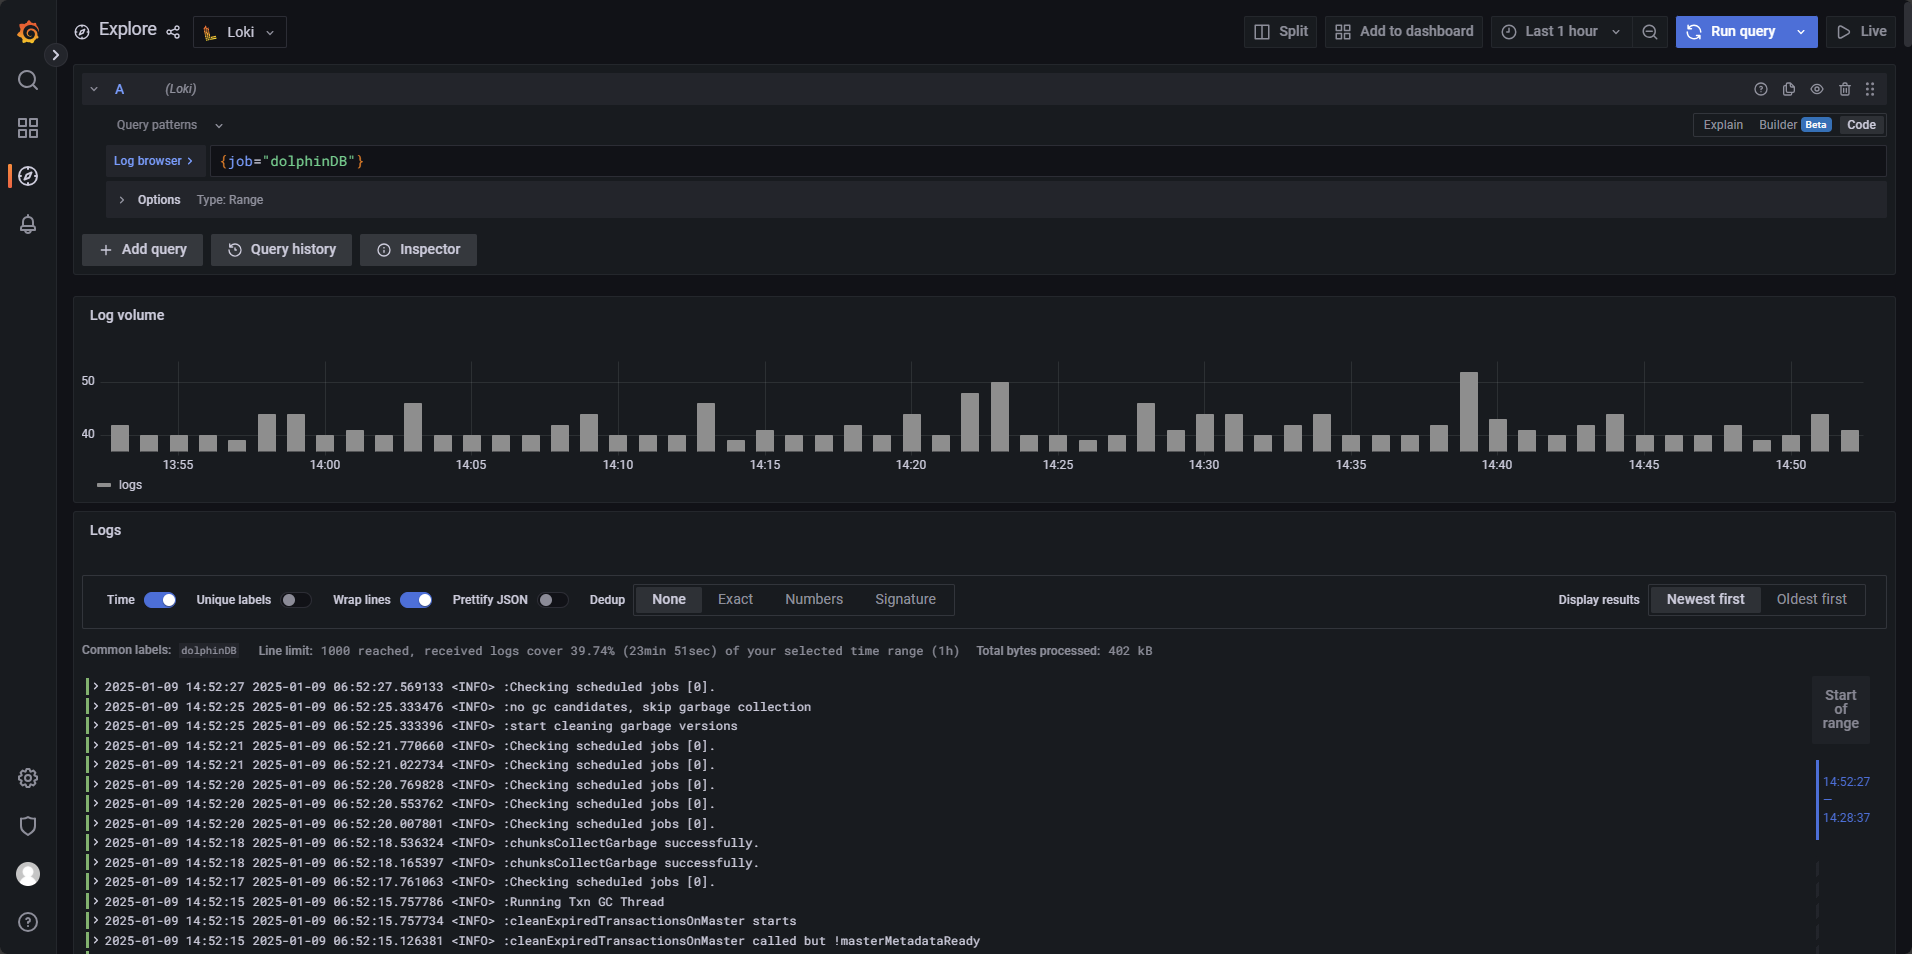 Explore
Loki
Split
Add to dashboard
Last 1 hour
Run query
Live
A
(Loki)
Query patterns
Explain
Builder
Beta
Code
Log browser
{job="dolphinDB"}
Options
Type: Range
Add query
Query history
Inspector
Log volume
50
40
13:55
14:00
14:05
14:10
14:15
14:20
14:25
14:30
14:35
14:40
14:45
14:50
logs
Logs
Time
Unique labels
Wrap lines
Prettify JSON
Dedup
None
Exact
Numbers
Signature
Display results
Newest first
Oldest first
Common labels: dolphinDB Line limit: 1000 reached, received logs cover 39.74% (23min 51sec) of your selected time range (1h) Total bytes processed: 402 kB
2025-01-09 14:52:27 2025-01-09 06:52:27.569133 <INFO> :Checking scheduled jobs [0].
2025-01-09 14:52:25 2025-01-09 06:52:25.333476 <INFO> :no gc candidates, skip garbage collection
2025-01-09 14:52:25 2025-01-09 06:52:25.333396 <INFO> :start cleaning garbage versions
2025-01-09 14:52:21 2025-01-09 06:52:21.770660 <INFO> :Checking scheduled jobs [0].
2025-01-09 14:52:21 2025-01-09 06:52:21.022734 <INFO> :Checking scheduled jobs [0].
2025-01-09 14:52:20 2025-01-09 06:52:20.769828 <INFO> :Checking scheduled jobs [0].
2025-01-09 14:52:20 2025-01-09 06:52:20.553762 <INFO> :Checking scheduled jobs [0].
2025-01-09 14:52:20 2025-01-09 06:52:20.007801 <INFO> :Checking scheduled jobs [0].
2025-01-09 14:52:18 2025-01-09 06:52:18.536324 <INFO> :chunksCollectGarbage successfully.
2025-01-09 14:52:18 2025-01-09 06:52:18.165397 <INFO> :chunksCollectGarbage successfully.
2025-01-09 14:52:17 2025-01-09 06:52:17.761063 <INFO> :Checking scheduled jobs [0].
2025-01-09 14:52:15 2025-01-09 06:52:15.757786 <INFO> :Running Txn GC Thread
2025-01-09 14:52:15 2025-01-09 06:52:15.757734 <INFO> :cleanExpiredTransactionsOnMaster starts
2025-01-09 14:52:15 2025-01-09 06:52:15.126381 <INFO> :cleanExpiredTransactionsOnMaster called but !masterMetadataReady
Start
of
range
14:52:27
—
14:28:37